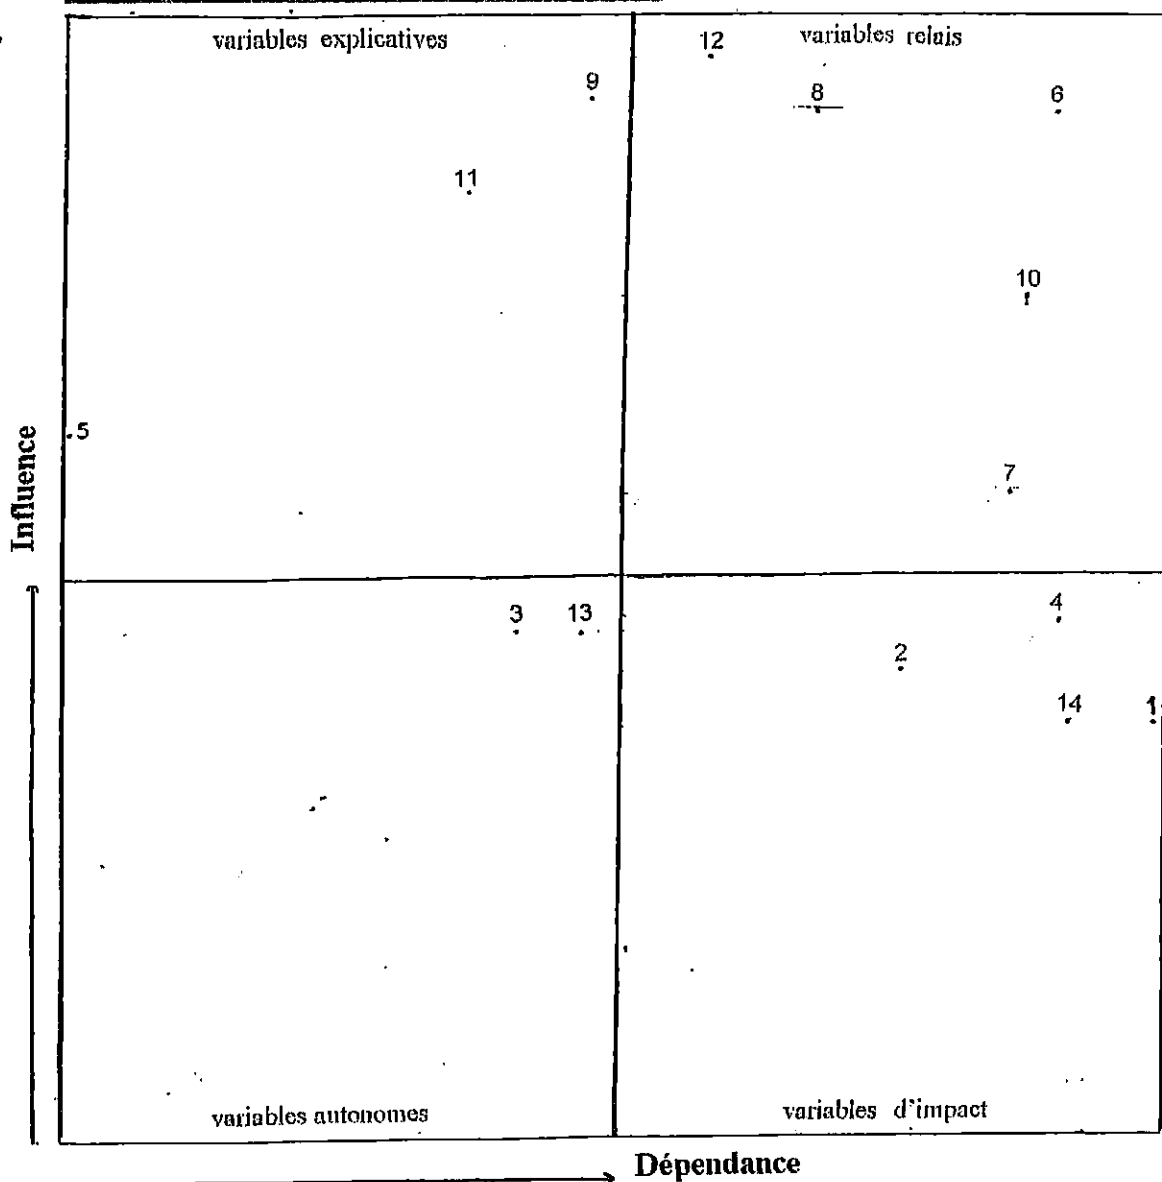 variables explicatives
variables relais
12
9
8
6
11
10
.5
7
Influence
3
13
4
2
14
1
variables autonomes
variables d'impact
Dépendance